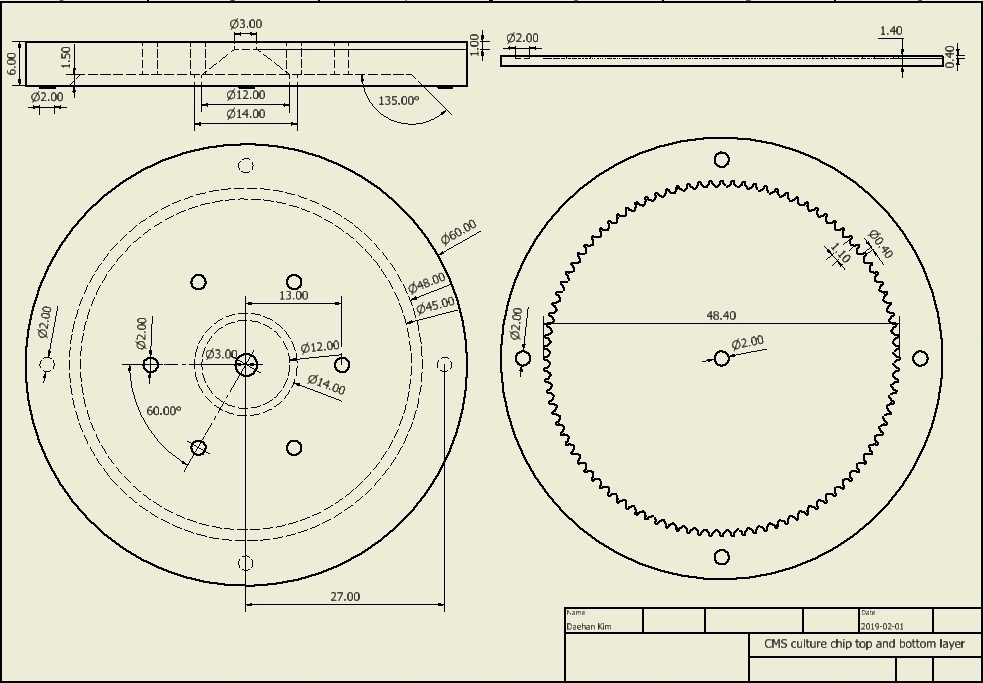 Ø3.00
6.00
1.50
1.00
Ø2.00
Ø12.00
Ø14.00
135.00°
Ø2.00
1.40
0.40
Ø60.00
Ø48.00
Ø45.00
13.00
Ø2.00
Ø2.00
Ø3.00
Ø12.00
Ø14.00
60.00°
27.00
Ø0.40
1.10
48.40
Ø2.00
Ø2.00
Name
Date
Daehan Kim
2019-02-01
CMS culture chip top and bottom layer